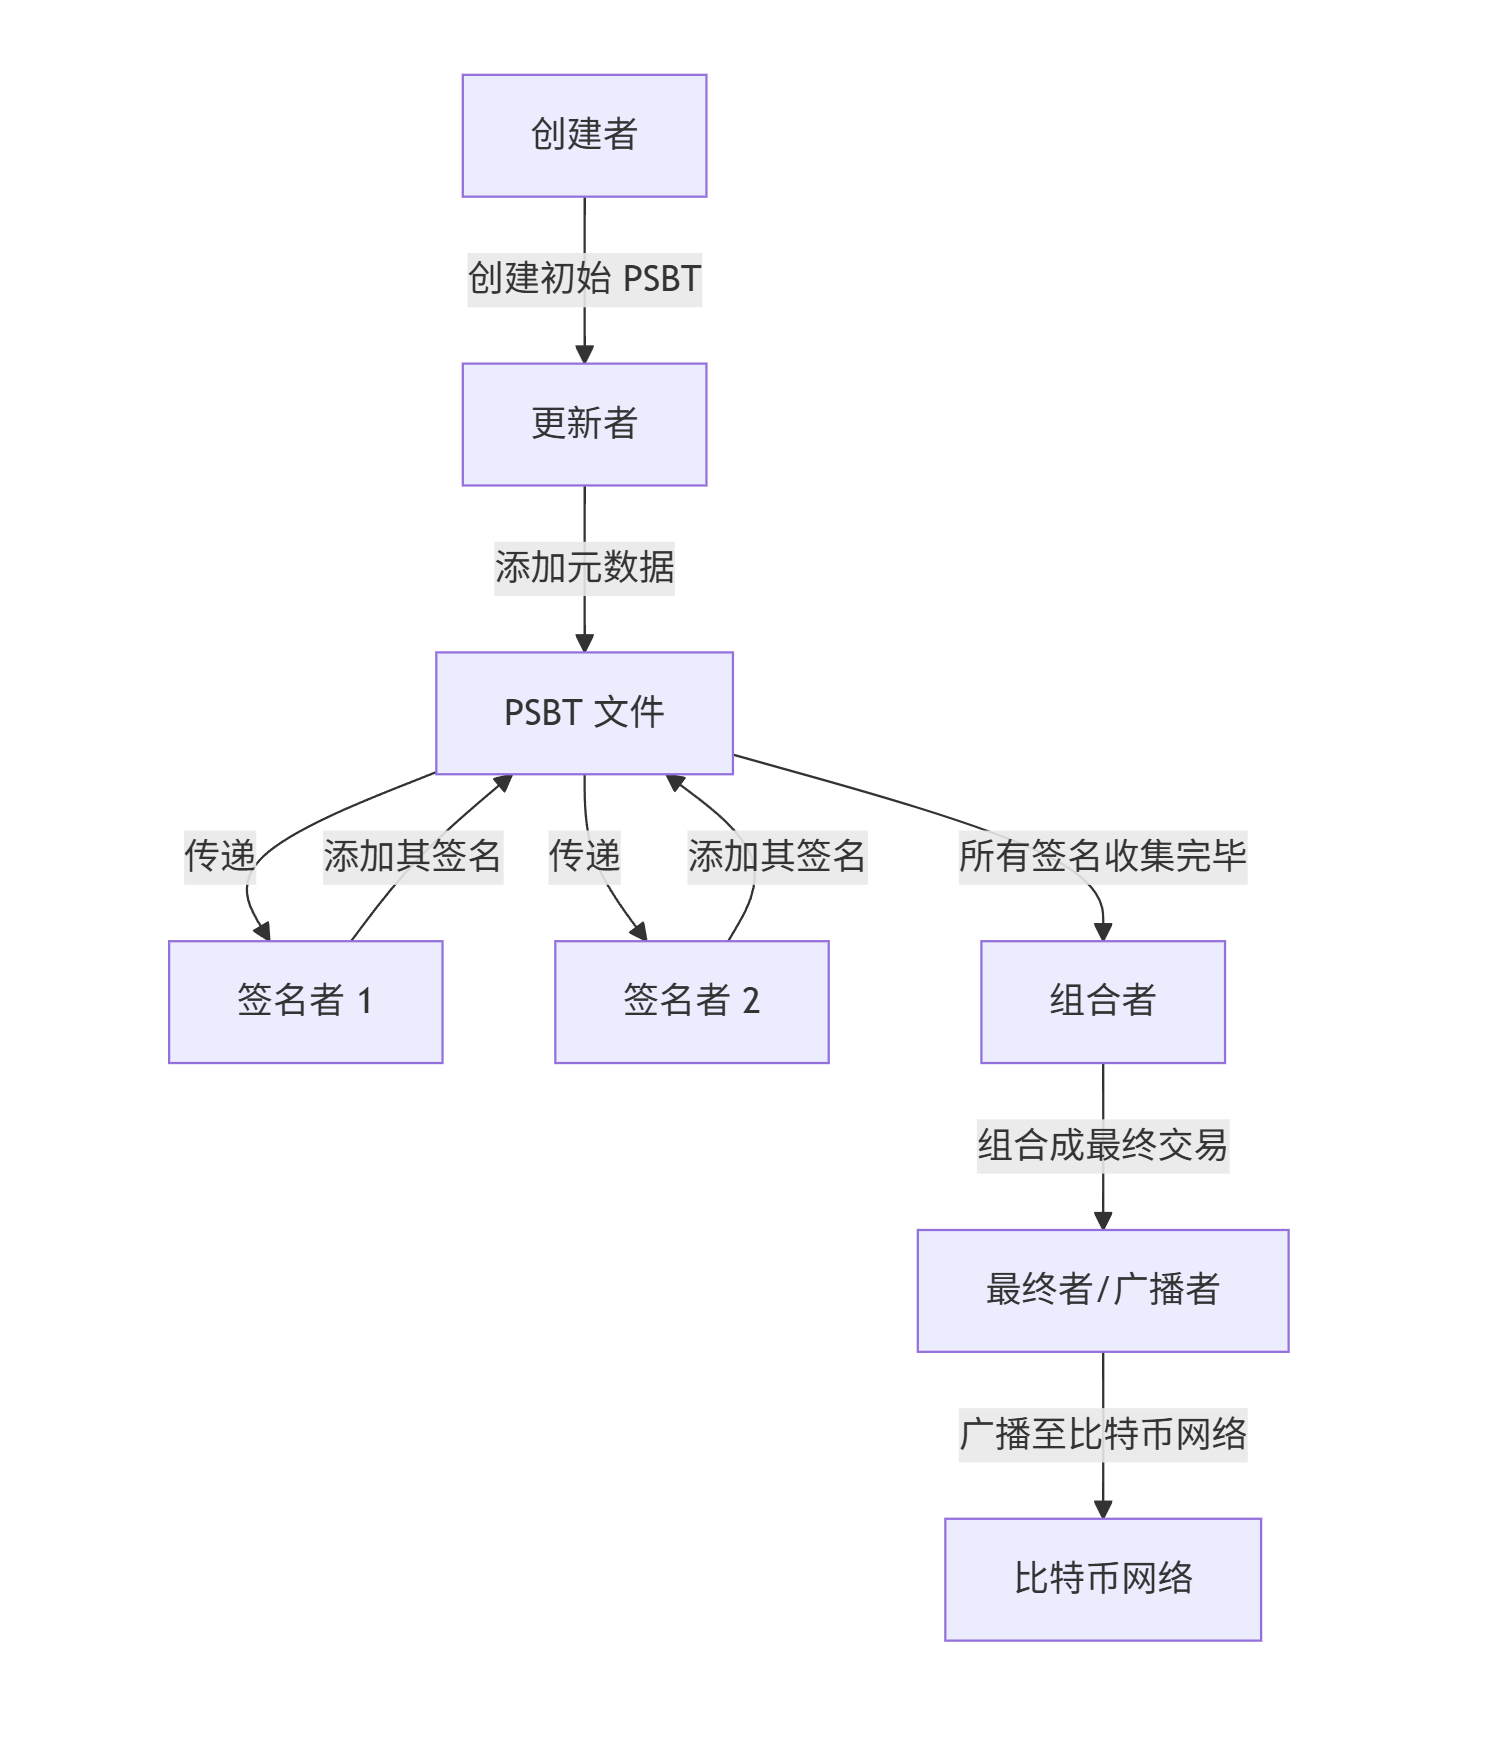 创建者
创建初始 PSBT
更新者
添加元数据
PSBT 文件
传递
添加其签名
传递
添加其签名
所有签名收集完毕
签名者 1
签名者 2
组合者
组合成最终交易
最终者/广播者
广播至比特币网络
比特币网络